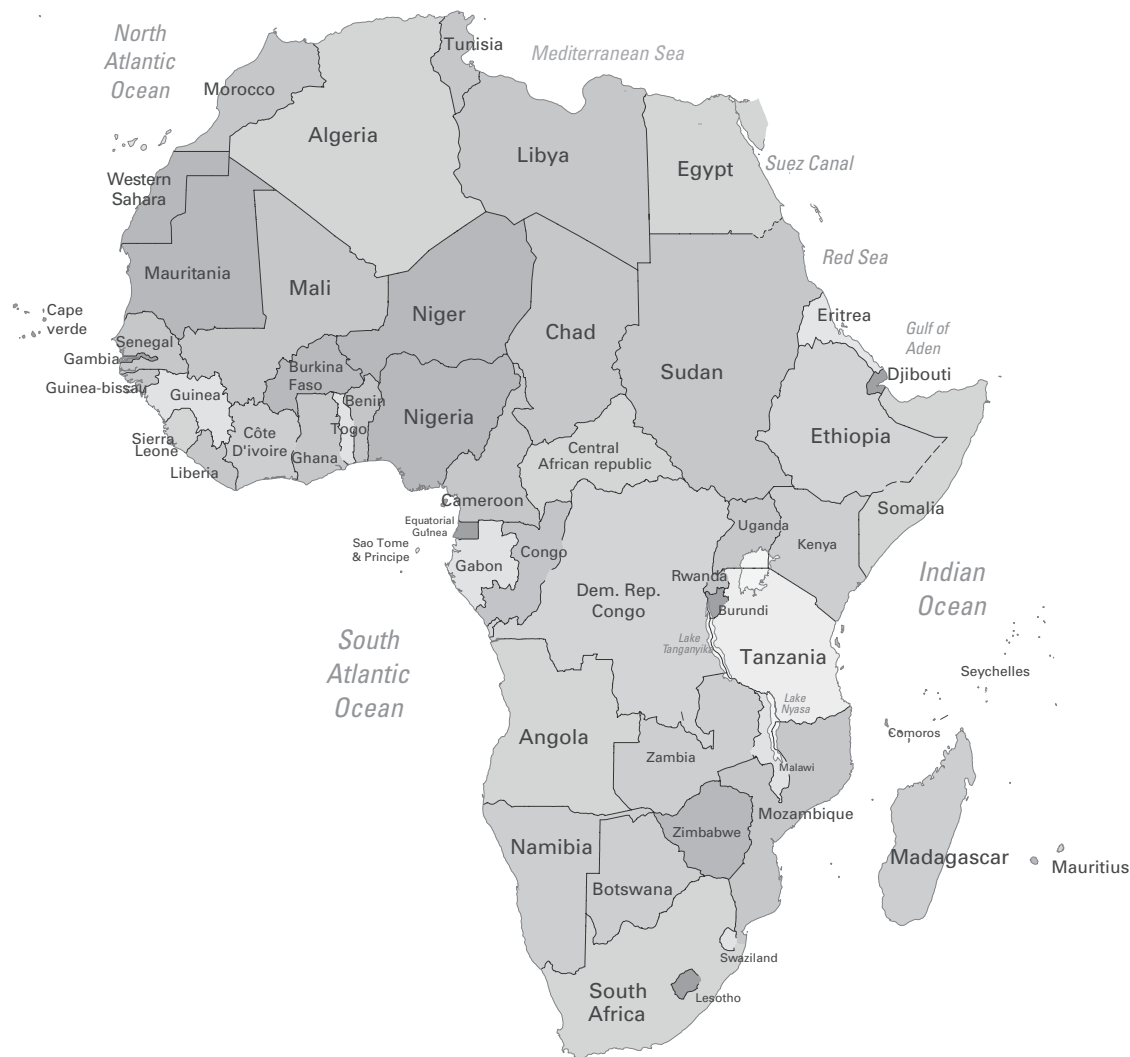 North
Atlantic
Ocean
Tunisia
Mediterranean Sea
Morocco
Algeria
Libya
Egypt
Suez Canal
Western
Sahara
Red Sea
Mauritania
Mali
Niger
Chad
Sudan
Eritrea
Gulf of
Aden
Cape
verde
Senegal
Gambia
Guinea-bissau
Guinea
Burkina
Faso
Benin
Togo
Nigeria
Djibouti
Ethiopia
Sierra
Leone
Liberia
Côte
D'ivoire
Ghana
Central
African republic
Cameroon
Somalia
Equatorial
Guinea
Sao Tome
& Principe
Gabon
Congo
Uganda
Kenya
Rwanda
Burundi
Dem. Rep.
Congo
Indian
Ocean
Lake
Tanganyika
Tanzania
South
Atlantic
Ocean
Seychelles
Lake
Nyasa
Comoros
Angola
Zambia
Malawi
Mozambique
Zimbabwe
Namibia
Botswana
Madagascar
Mauritius
Swaziland
South
Africa
Lesotho